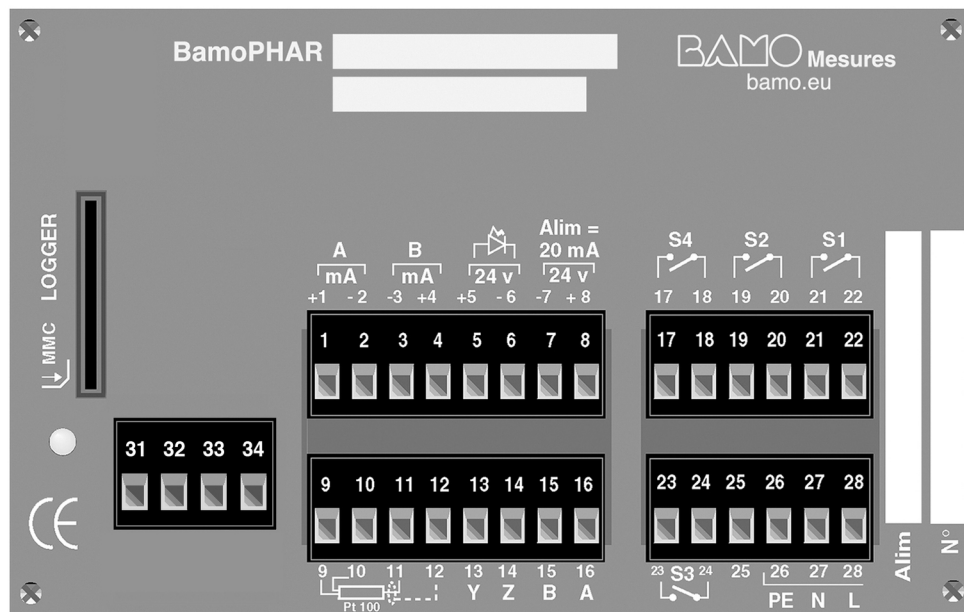 BamoPHAR
BAMO Mesures
bamo.eu
MMC LOGGER
A
mA
+1 - 2
B
mA
-3 +4
24 v
+5 - 6
Alim =
20 mA
24 v
-7 + 8
S4
17 18
S2
19 20
S1
21 22
1 2 3 4 5 6 7 8
17 18 19 20 21 22
31 32 33 34
9 10 11 12 13 14 15 16
23 24 25 26 27 28
9 10 11 12 13 14 15 16
Pt 100
Y Z B A
23 S3 24 25 26 27 28
PE N L
CE
Alim
N°